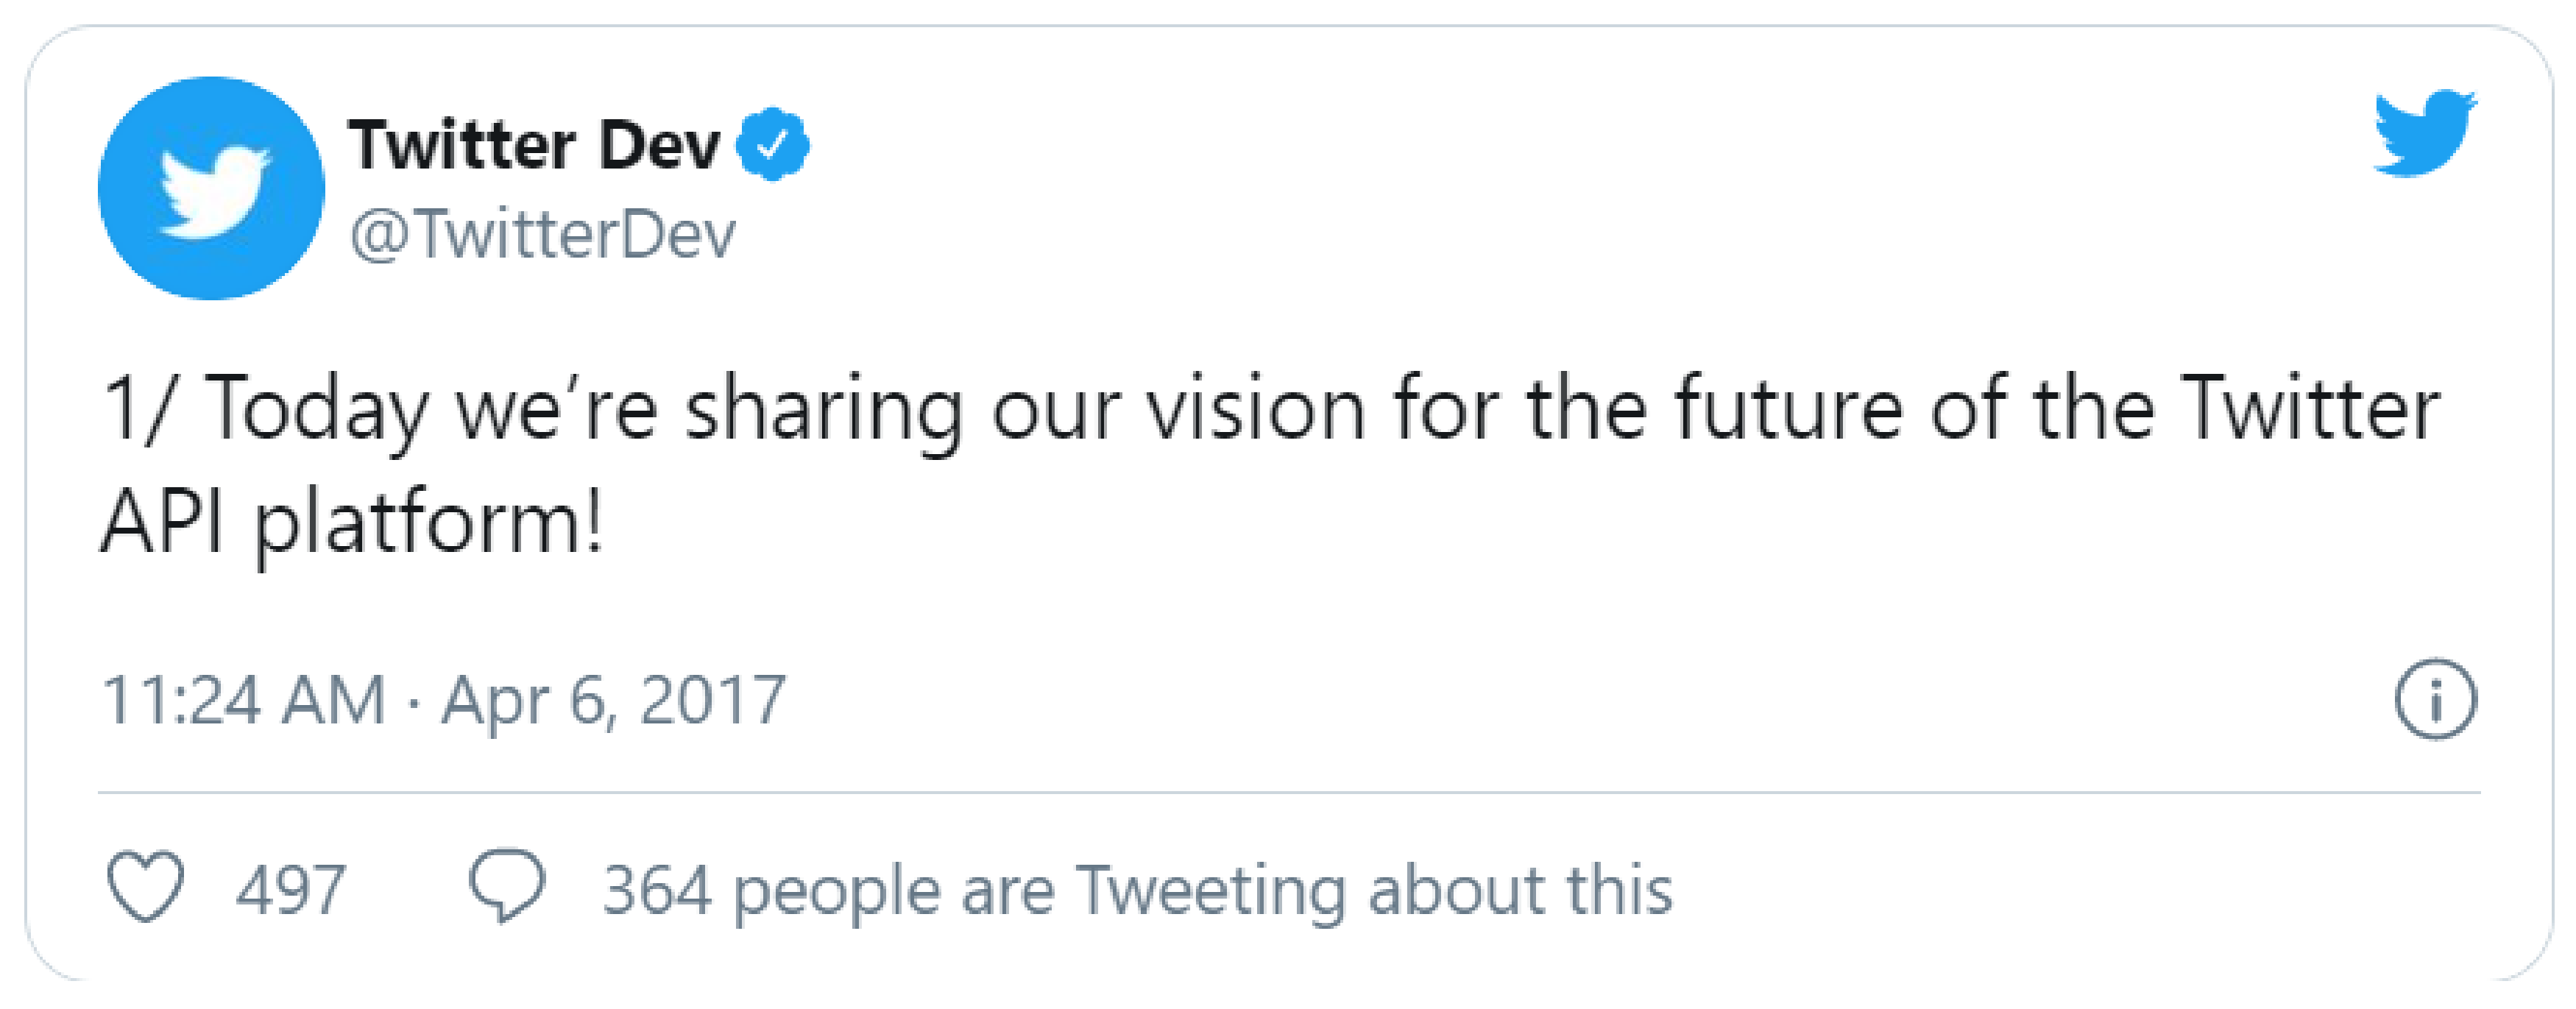 Twitter Dev
@TwitterDev
1/ Today we’re sharing our vision for the future of the Twitter
API platform!
11:24 AM · Apr 6, 2017
497 364 people are Tweeting about this